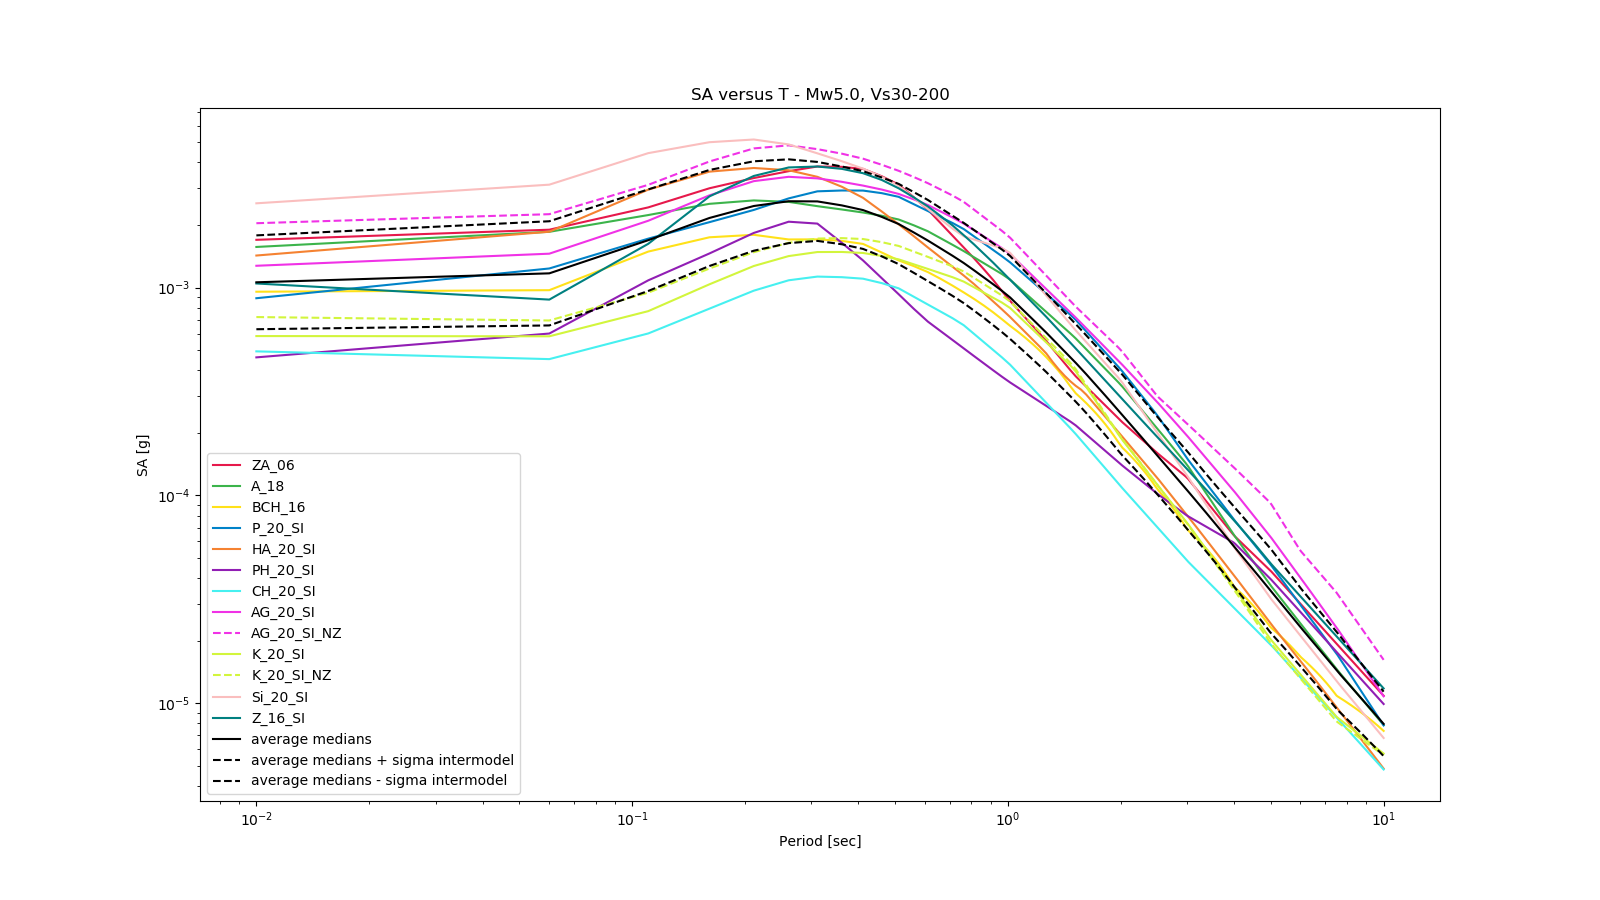 SA versus T - Mw5.0, Vs30-200
SA [g]
10⁻³
10⁻⁴
10⁻⁵
ZA_06
A_18
BCH_16
P_20_SI
HA_20_SI
PH_20_SI
CH_20_SI
AG_20_SI
AG_20_SI_NZ
K_20_SI
K_20_SI_NZ
Si_20_SI
Z_16_SI
average medians
average medians + sigma intermodel
average medians - sigma intermodel
10⁻² 10⁻¹ 10⁰ 10¹
Period [sec]